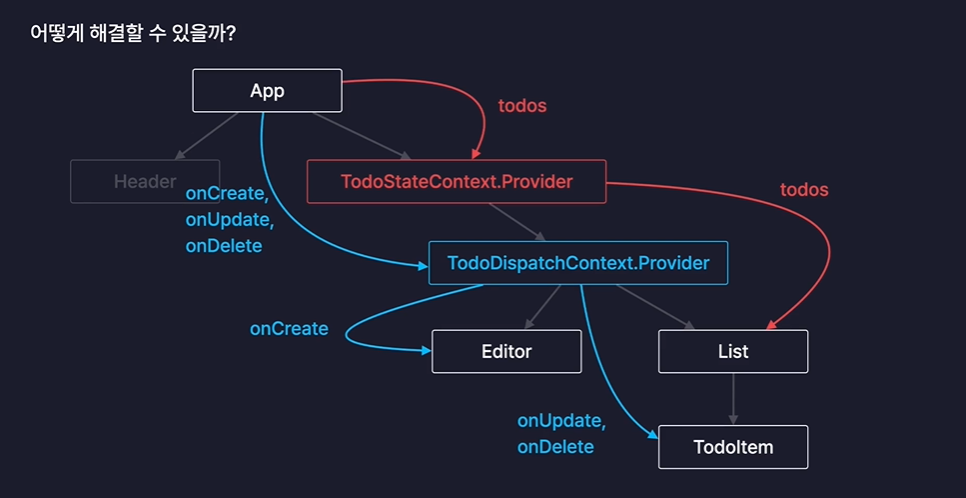 어떻게 해결할 수 있을까?
App
todos
Header
TodoStateContext.Provider
onCreate,
onUpdate,
onDelete
todos
TodoDispatchContext.Provider
onCreate
Editor
List
onUpdate,
onDelete
TodoItem